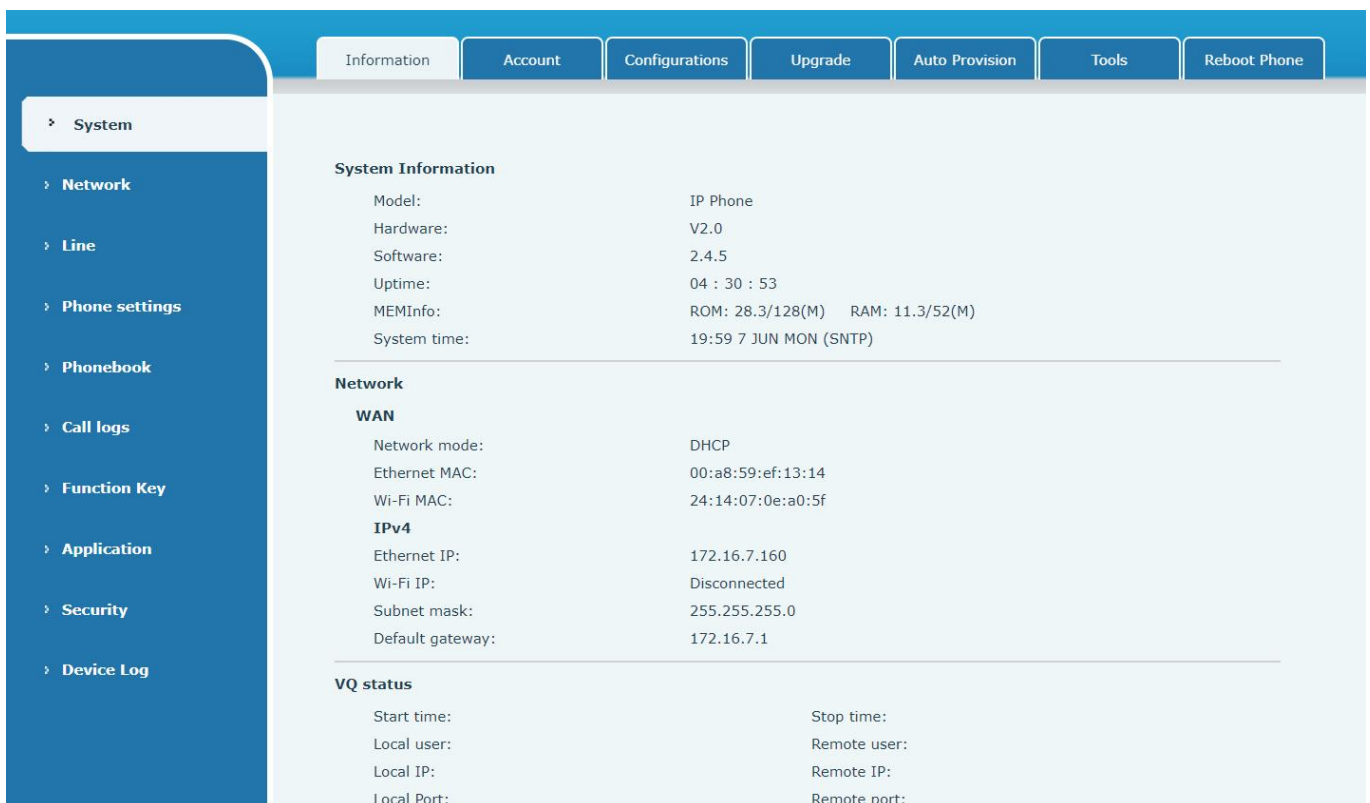 Information Account Configurations Upgrade Auto Provision Tools Reboot Phone
System
Network
Line
Phone settings
Phonebook
Call logs
Function Key
Application
Security
Device Log
System Information
Model: IP Phone
Hardware: V2.0
Software: 2.4.5
Uptime: 04 : 30 : 53
MEMInfo: ROM: 28.3/128(M) RAM: 11.3/52(M)
System time: 19:59 7 JUN MON (SNTP)
Network
WAN
Network mode: DHCP
Ethernet MAC: 00:a8:59:ef:13:14
Wi-Fi MAC: 24:14:07:0e:a0:5f
IPv4
Ethernet IP: 172.16.7.160
Wi-Fi IP: Disconnected
Subnet mask: 255.255.255.0
Default gateway: 172.16.7.1
VQ status
Start time: Stop time:
Local user: Remote user:
Local IP: Remote IP:
Local Port: Remote port: